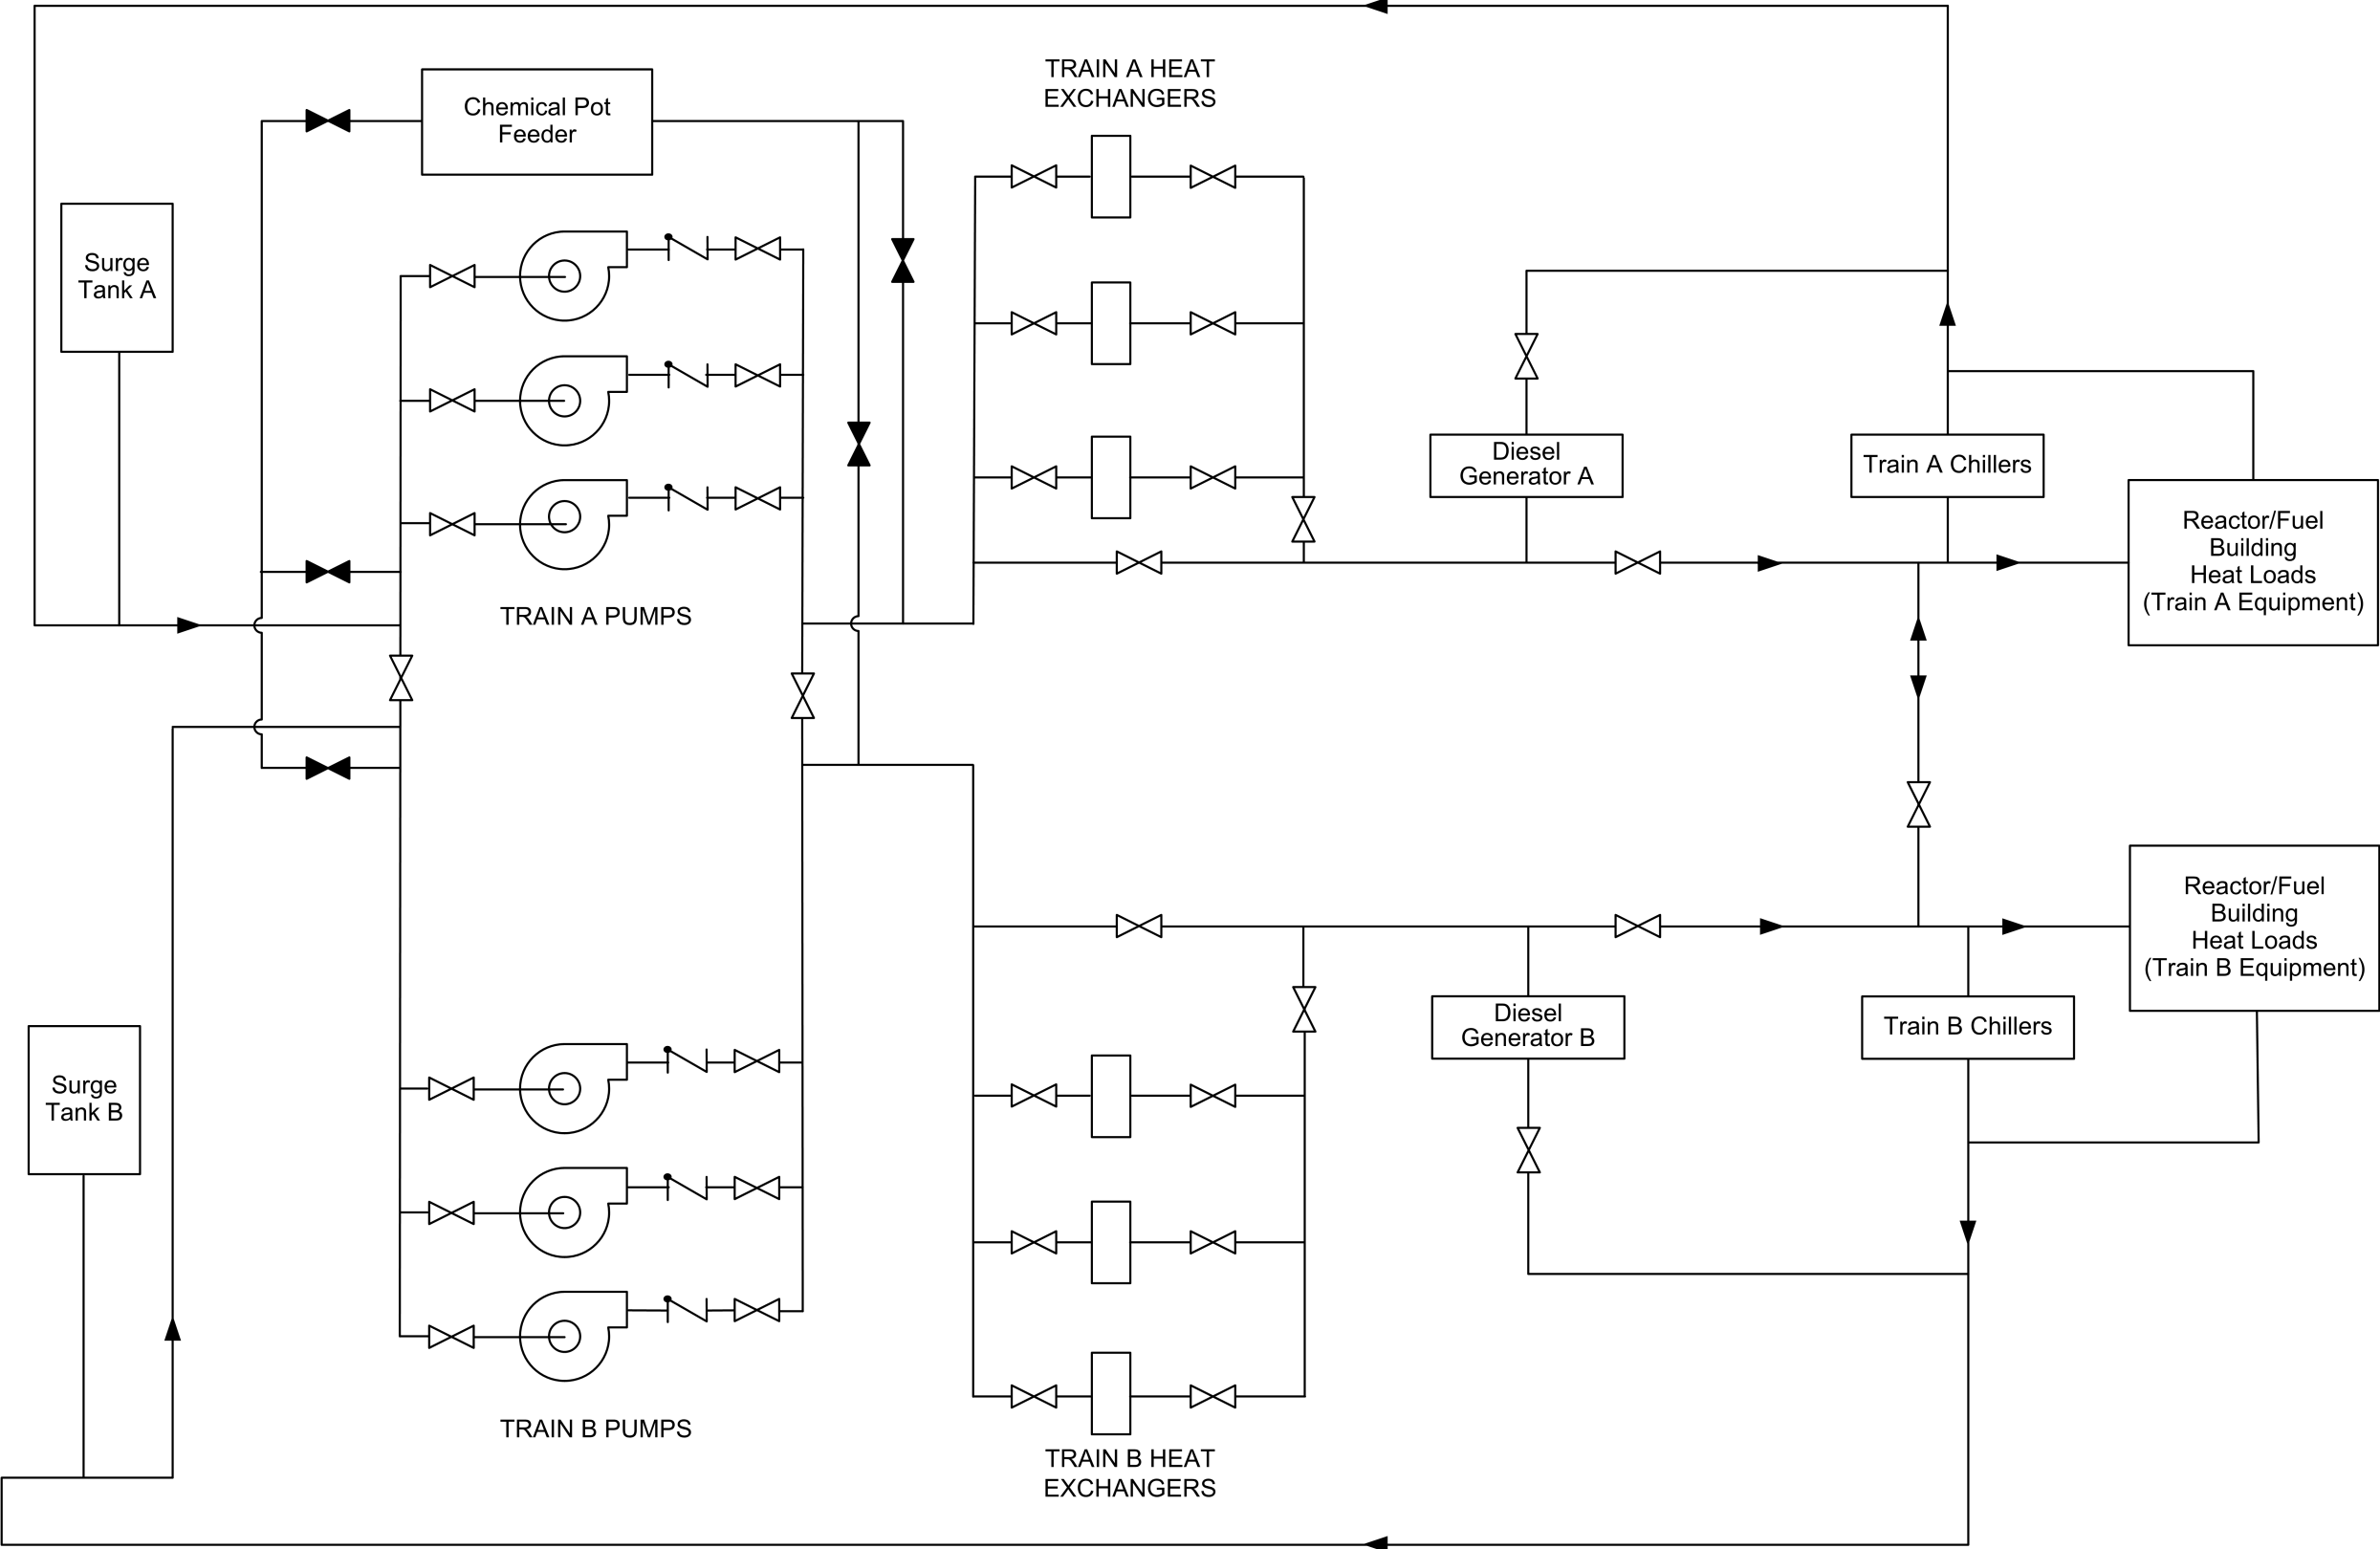 TRAIN A HEAT
EXCHANGERS
Chemical Pot
Feeder
Surge
Tank A
Diesel
Generator A
Train A Chillers
Reactor/Fuel
Building
Heat Loads
(Train A Equipment)
TRAIN A PUMPS
Reactor/Fuel
Building
Heat Loads
(Train B Equipment)
Diesel
Generator B
Train B Chillers
Surge
Tank B
TRAIN B PUMPS
TRAIN B HEAT
EXCHANGERS